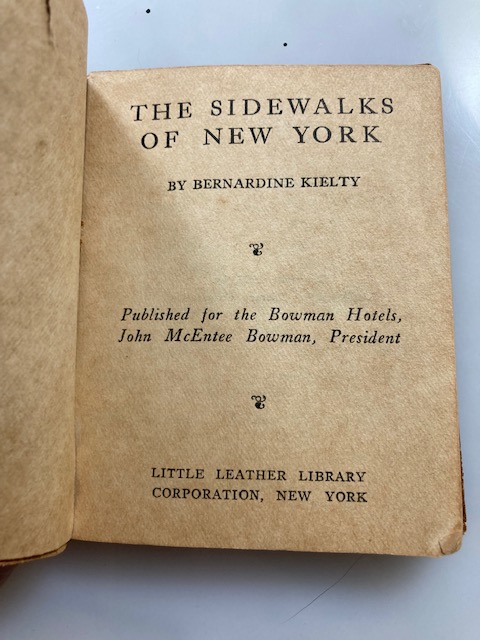 THE SIDEWALKS
OF NEW YORK
BY BERNARDINE KIELTY
Published for the Bowman Hotels,
John McEntee Bowman, President
LITTLE LEATHER LIBRARY
CORPORATION, NEW YORK